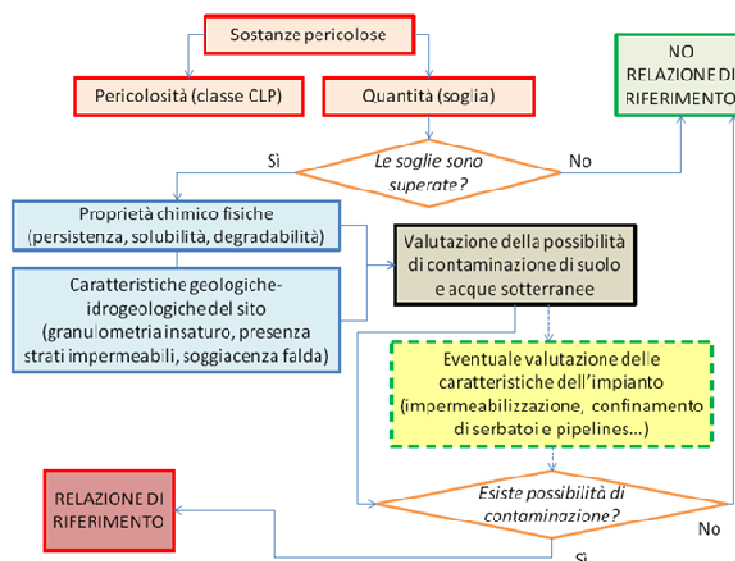 Sostanze pericolose
NO
RELAZIONE DI
RIFERIMENTO
Pericolosità (classe CLP)
Quantità (soglia)
Sì
Le soglie sono
superate?
No
Proprietà chimico fisiche
(persistenza, solubilità, degradabilità)
Caratteristiche geologiche-
idrogeologiche del sito
(granulometria insaturo, presenza
strati impermeabili, soggiacenza falda)
Valutazione della possibilità
di contaminazione di suolo
e acque sotterranee
Eventuale valutazione delle
caratteristiche dell'impianto
(impermeabilizzazione, confinamento
di serbatoi e pipelines...)
Esiste possibilità di
contaminazione?
No
Sì
RELAZIONE DI
RIFERIMENTO